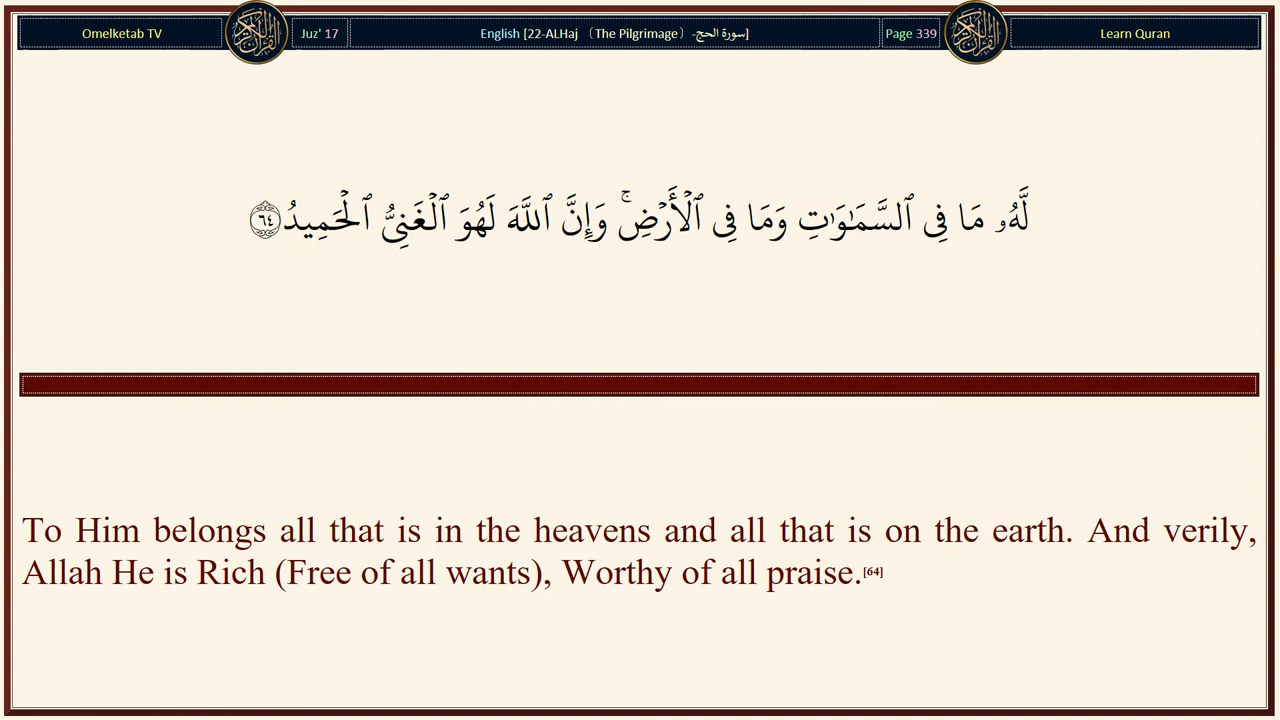 Omelketab TV
Juz' 17
English [22-ALHaj （The Pilgrimage） -سورة الحج]
Page 339
Learn Quran
لَّهُۥ مَا فِى ٱلسَّمَٰوَٰتِ وَمَا فِى ٱلْأَرْضِ ۚ وَإِنَّ ٱللَّهَ لَهُوَ ٱلْغَنِىُّ ٱلْحَمِيدُ ٦٤
To Him belongs all that is in the heavens and all that is on the earth. And verily,
Allah He is Rich (Free of all wants), Worthy of all praise.[64]